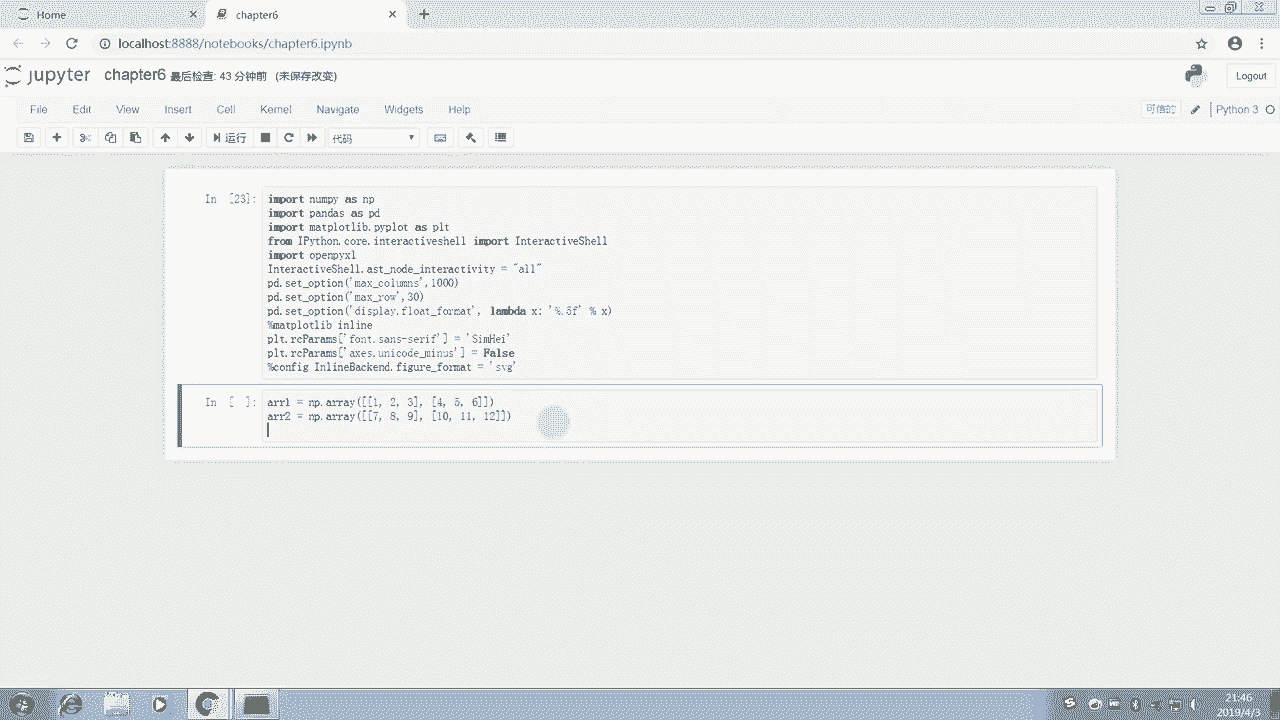 Home
chapter6
localhost:8888/notebooks/chapter6.ipynb
jupyter chapter6 最后检查: 43 分钟前 (未保存改变)
Logout
File Edit View Insert Cell Kernel Navigate Widgets Help
可信的 Python 3
运行 代码
In [23]:
import numpy as np
import pandas as pd
import matplotlib.pyplot as plt
from IPython.core.interactiveshell import InteractiveShell
import openpyxl
InteractiveShell.ast_node_interactivity = "all"
pd.set_option('max_columns',1000)
pd.set_option('max_row',30)
pd.set_option('display.float_format', lambda x: '%.5f' % x)
%matplotlib inline
plt.rcParams['font.sans-serif'] = 'SimHei'
plt.rcParams['axes.unicode_minus'] = False
%config InlineBackend.figure_format = 'svg'
In [ ]:
arr1 = np.array([[1, 2, 3], [4, 5, 6]])
arr2 = np.array([[7, 8, 9], [10, 11, 12]])
21:46
2019/4/3